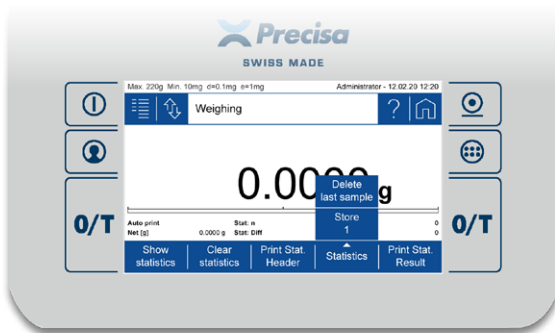 Precisa
SWISS MADE
Max. 220g Min. 10mg d=0.1mg e=1mg Administrator - 12.02.20 12:20
Weighing
?
0.00 g
Delete
last sample
Store
1
Auto print Stat: n 0
Net [g] 0.0000 g Stat: Diff 0
0/T
0/T
Show
statistics
Clear
statistics
Print Stat.
Header
Statistics
Print Stat.
Result